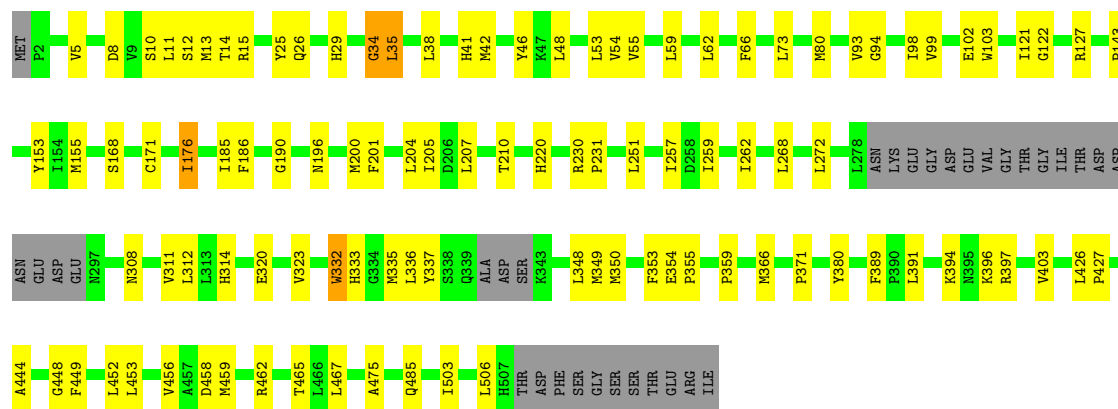 MET P2 V5 D8 V9 S10 L11 S12 M13 T14 R15 Y25 Q26 H29 G34 L35 L38 H41 M42 Y46 K47 L48 L53 V54 V55 L59 L62 F66 L73 M80 V93 G94 I98 V99 E102 W103 I121 G122 R127
Y153 I154 M155 S168 C171 I176 I185 F186 G190 N196 M200 F201 L204 I205 D206 L207 T210 H220 R230 P231 L251 I257 D258 I259 I262 L268 L272 L278 ASN LYS GLU GLY ASP GLU VAL GLY THR GLY ILE THR ASP ASP
ASN GLU ASP GLU N297 N308 V311 L312 L313 H314 E320 V323 W332 H333 G334 M335 L336 Y337 S338 Q339 ALA ASP SER K343 L348 M349 M350 F353 E354 P355 P359 M366 P371 Y380 F389 P390 L391 K394 N395 K396 R397 V403 L426 P427
A444 G448 F449 L452 L453 V456 A457 D458 M459 R462 T465 L466 L467 A475 Q485 I503 L506 H507 THR ASP PHE SER GLY SER SER THR GLU ARG ILE